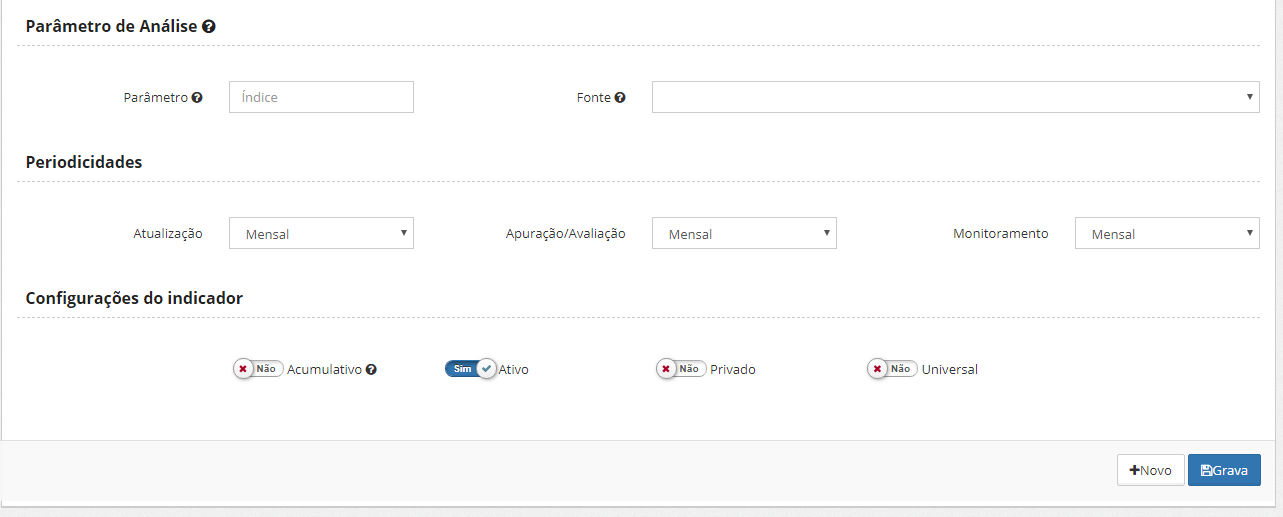 Parâmetro de Análise
Parâmetro Índice Fonte
Periodicidades
Atualização Mensal Apuração/Avaliação Mensal Monitoramento Mensal
Configurações do indicador
Não Acumulativo Sim Ativo Não Privado Não Universal
Novo Grava